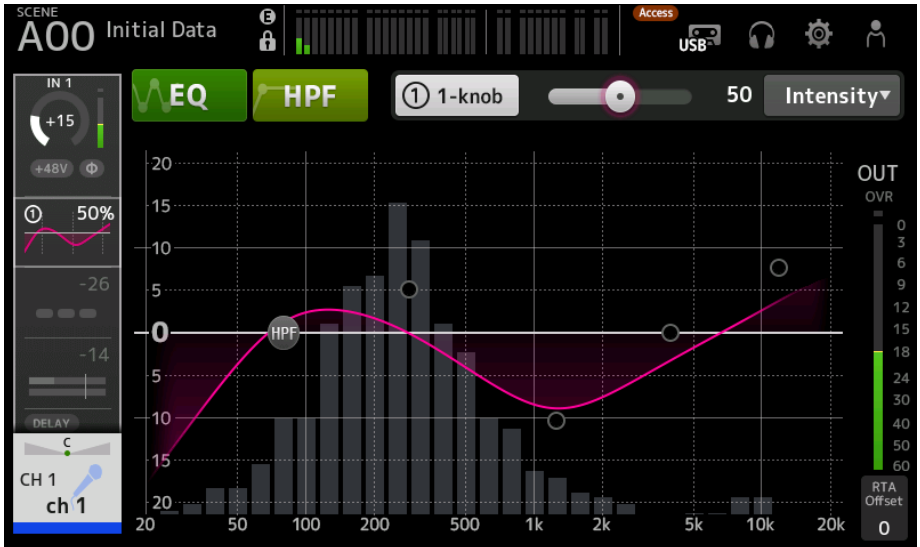 SCENE
A00 Initial Data
E
Access
USB
IN 1
+15
+48V Φ
EQ
HPF
1 1-knob
50
Intensity▼
1 50%
-26
-14
DELAY
C
CH 1
ch 1
20
15
10
5
0
5
10
15
20
HPF
20 50 100 200 500 1k 2k 5k 10k 20k
OUT
OVR
0
3
6
9
12
15
18
24
30
40
50
60
RTA
Offset
0